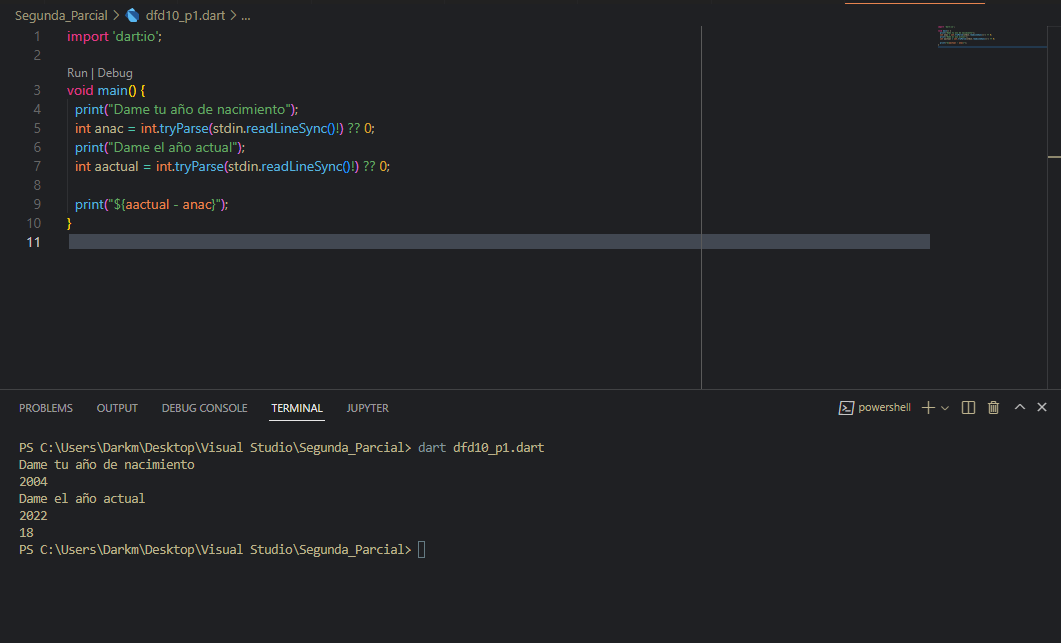 Segunda_Parcial > dfd10_p1.dart > ...
1 import 'dart:io';
2
Run | Debug
3 void main() {
4 print("Dame tu año de nacimiento");
5 int anac = int.tryParse(stdin.readLineSync()!) ?? 0;
6 print("Dame el año actual");
7 int aactual = int.tryParse(stdin.readLineSync()!) ?? 0;
8
9 print("${aactual - anac}");
10 }
11
PROBLEMS OUTPUT DEBUG CONSOLE TERMINAL JUPYTER powershell
PS C:\Users\Darkm\Desktop\Visual Studio\Segunda_Parcial> dart dfd10_p1.dart
Dame tu año de nacimiento
2004
Dame el año actual
2022
18
PS C:\Users\Darkm\Desktop\Visual Studio\Segunda_Parcial>